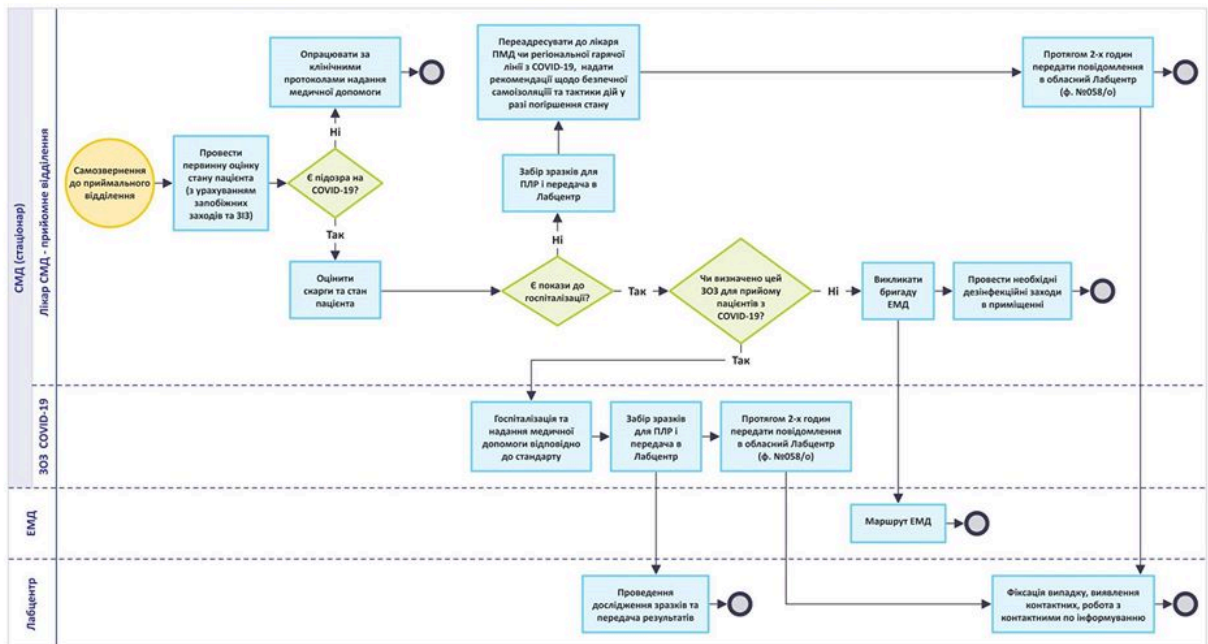 СМД (стаціонар)
Лікар СМД - прийомне відділення
Самозвернення
до приймального
відділення
Провести
первинну оцінку
стану пацієнта
(з урахуванням
запобіжних
заходів та ЗІЗ)
Опрацювати за
клінічними
протоколами надання
медичної допомоги
Ні
Є підозра на
COVID-19?
Так
Оцінити
скарги та стан
пацієнта
Переадресувати до лікаря
ПМД чи регіональної гарячої
лінії з COVID-19, надати
рекомендації щодо безпечної
самоізоляціїї та тактики дій у
разі погіршення стану
Забір зразків для
ПЛР і передача в
Лабцентр
Ні
Є покази до
госпіталізації?
Так
Чи визначено цей
ЗОЗ для прийому
пацієнтів з
COVID-19?
Ні
Так
Викликати
бригаду
ЕМД
Провести необхідні
дезінфекційні заходи
в приміщенні
Протягом 2-х годин
передати повідомлення
в обласний Лабцентр
(ф. №058/о)
ЗОЗ COVID-19
Госпіталізація та
надання медичної
допомоги відповідно
до стандарту
Забір зразків
для ПЛР і
передача в
Лабцентр
Протягом 2-х годин
передати повідомлення
в обласний Лабцентр
(ф. №058/о)
ЕМД
Маршрут ЕМД
Лабцентр
Проведення
дослідження зразків та
передача результатів
Фіксація випадку, виявлення
контактних, робота з
контактними по інформуванню